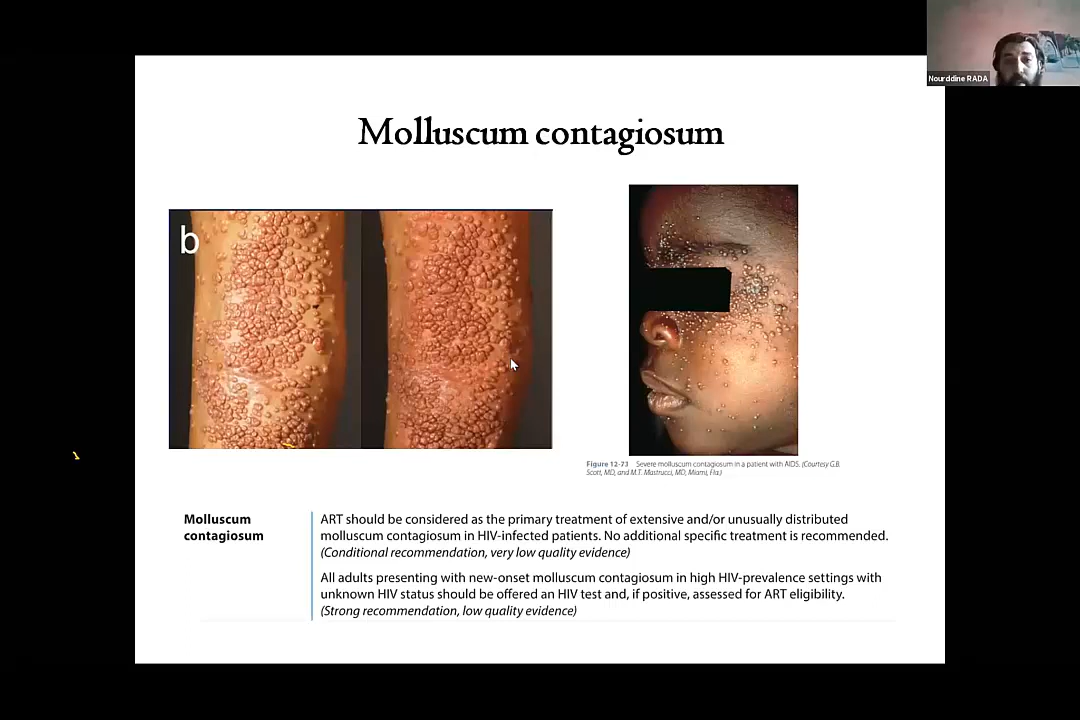 Nourddine RADA
Molluscum contagiosum
b
Figure 12-73 Severe molluscum contagiosum in a patient with AIDS. (Courtesy G.B.
Scott, MD, and M.T. Mastrucci, MD, Miami, Fla.)
Molluscum
contagiosum
ART should be considered as the primary treatment of extensive and/or unusually distributed
molluscum contagiosum in HIV-infected patients. No additional specific treatment is recommended.
(Conditional recommendation, very low quality evidence)
All adults presenting with new-onset molluscum contagiosum in high HIV-prevalence settings with
unknown HIV status should be offered an HIV test and, if positive, assessed for ART eligibility.
(Strong recommendation, low quality evidence)